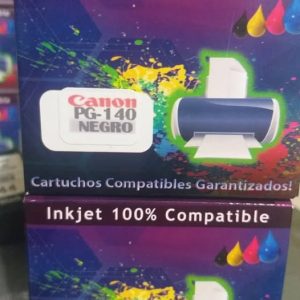 Canon
PG-140
NEGRO
Cartuchos Compatibles Garantizados!
Inkjet 100% Compatible